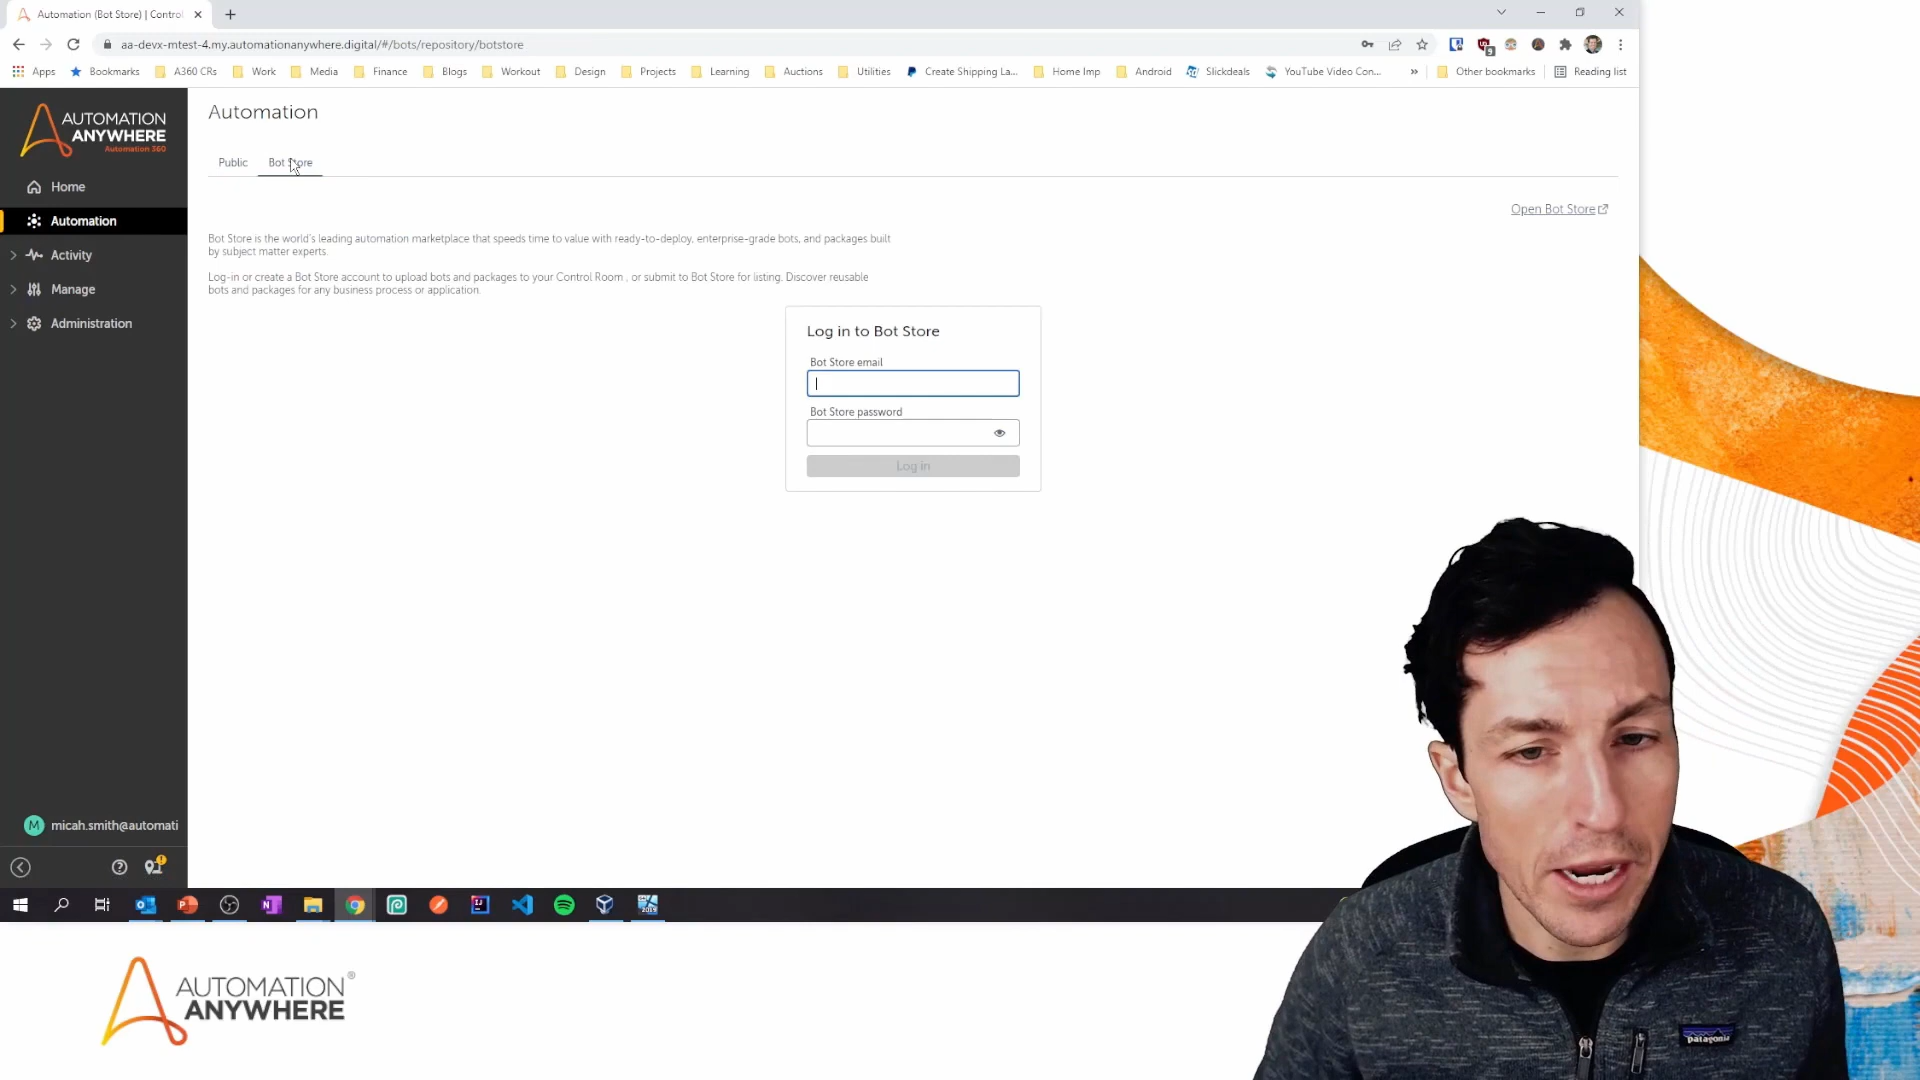 Automation (Bot Store) | Control
aa-devx-mtest-4.my.automationanywhere.digital/#/bots/repository/botstore
9
Apps
Bookmarks
A360 CRs
Work
Media
Finance
Blogs
Workout
Design
Projects
Learning
Auctions
Utilities
Create Shipping La...
Home Imp
Android
Slickdeals
YouTube Video Con...
»
Other bookmarks
Reading list
AUTOMATION
ANYWHERE
Automation 360
Home
Automation
Activity
Manage
Administration
M micah.smith@automati
Automation
Public
Bot Store
Open Bot Store
Bot Store is the world's leading automation marketplace that speeds time to value with ready-to-deploy, enterprise-grade bots, and packages built
by subject matter experts.
Log-in or create a Bot Store account to upload bots and packages to your Control Room , or submit to Bot Store for listing. Discover reusable
bots and packages for any business process or application.
Log in to Bot Store
Bot Store email
Bot Store password
Log in
AUTOMATION®
ANYWHERE
patagonia